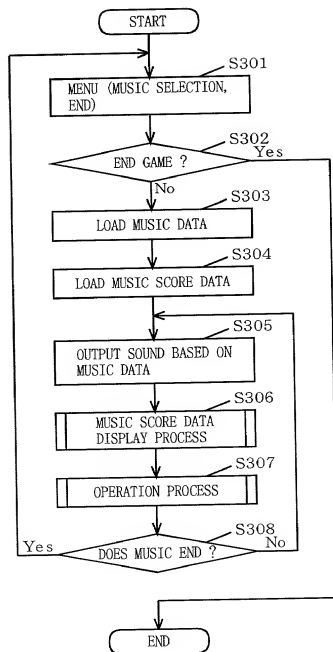 START
S301
MENU (MUSIC SELECTION,
END)
S302
END GAME ?
Yes
No
S303
LOAD MUSIC DATA
S304
LOAD MUSIC SCORE DATA
S305
OUTPUT SOUND BASED ON
MUSIC DATA
S306
MUSIC SCORE DATA
DISPLAY PROCESS
S307
OPERATION PROCESS
S308
Yes
DOES MUSIC END ?
No
END